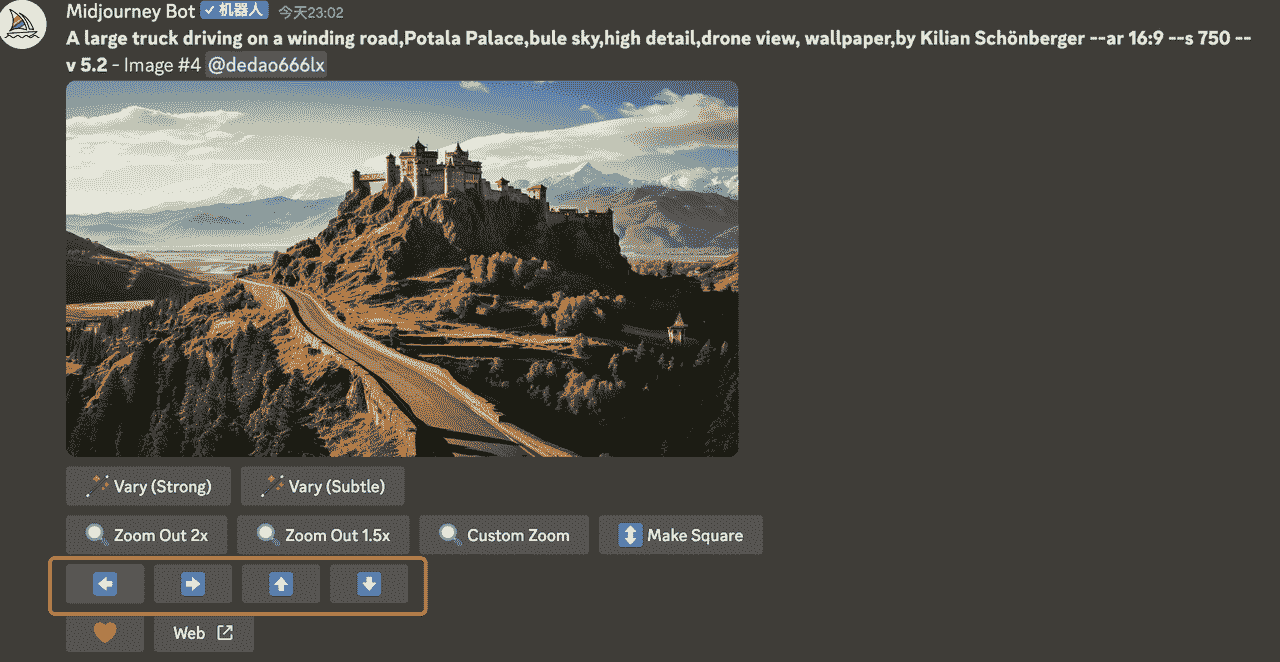 Midjourney Bot ✓ 机器人 今天23:02
A large truck driving on a winding road,Potala Palace,bule sky,high detail,drone view, wallpaper,by Kilian Schönberger --ar 16:9 --s 750 --
v 5.2 - Image #4 @dedao666lx
Vary (Strong) Vary (Subtle)
Zoom Out 2x Zoom Out 1.5x Custom Zoom Make Square
Web